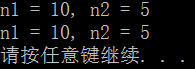 n1 = 10, n2 = 5
n1 = 10, n2 = 5
请按任意键继续. . .